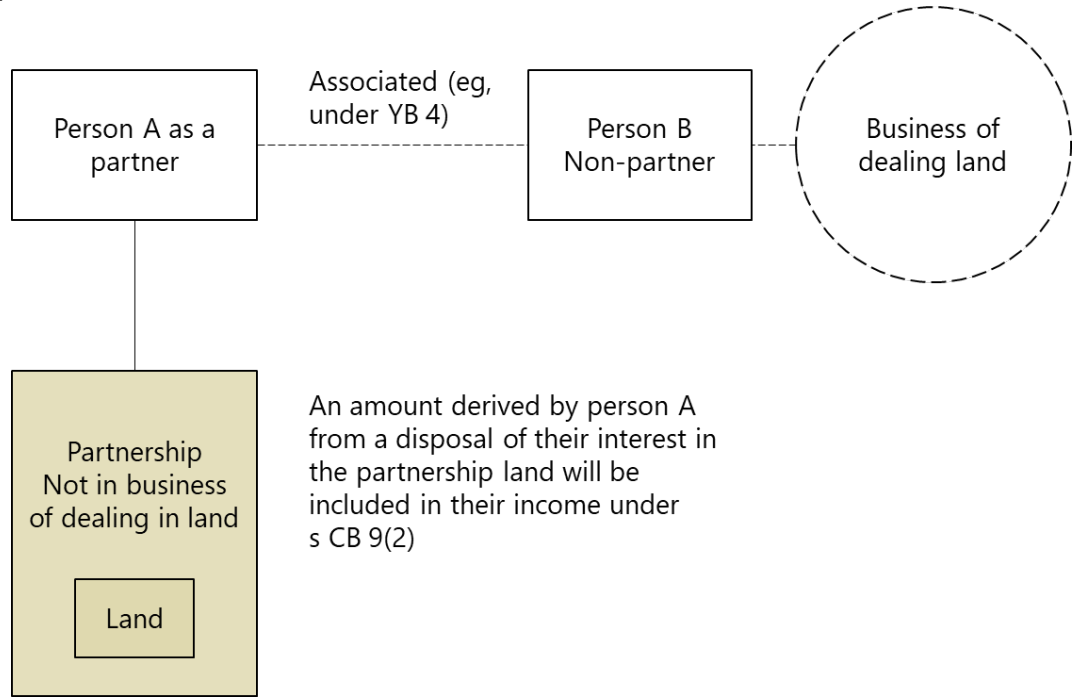 Person A as a
partner
Associated (eg,
under YB 4)
Person B
Non-partner
Business of
dealing land
Partnership
Not in business
of dealing in land
Land
An amount derived by person A
from a disposal of their interest in
the partnership land will be
included in their income under
s CB 9(2)